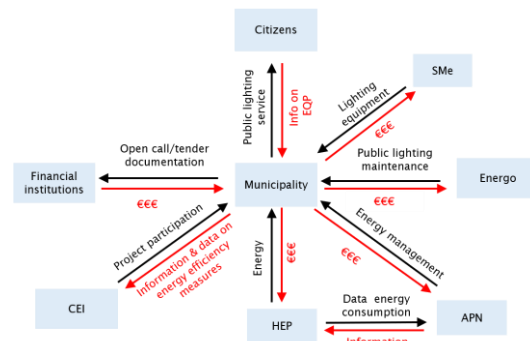 Citizens
SMe
Public lighting
service
Info on
EQP
Lighting
equipment
€€€
Open call/tender
documentation
Public lighting
maintenance
Financial
institutions
Municipality
Energo
€€€
€€€
Project participation
Information & data on
energy efficiency
measures
Energy
€€€
€€€
Energy management
CEI
HEP
Data energy
consumption
APN
Information